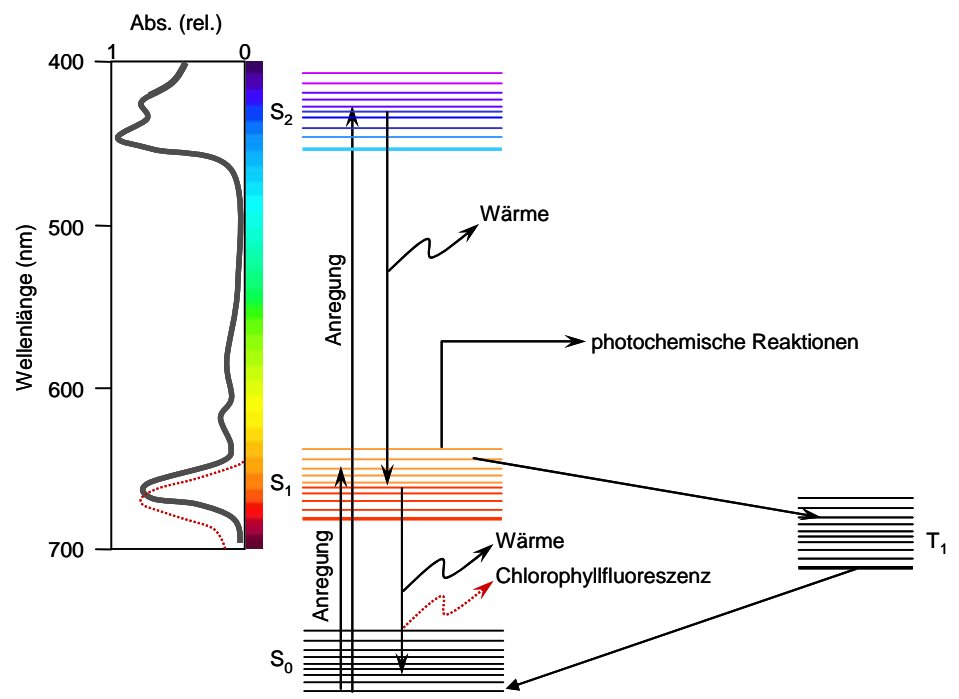 Abs. (rel.)
1 0
400
500
600
700
Wellenlänge (nm)
S2
Wärme
Anregung
photochemische Reaktionen
S1
T1
Anregung
Wärme
Chlorophyllfluoreszenz
S0